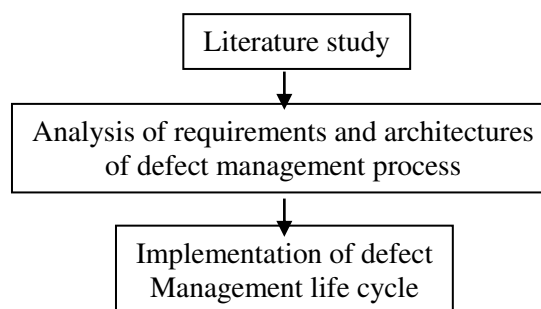 Literature study
Analysis of requirements and architectures
of defect management process
Implementation of defect
Management life cycle